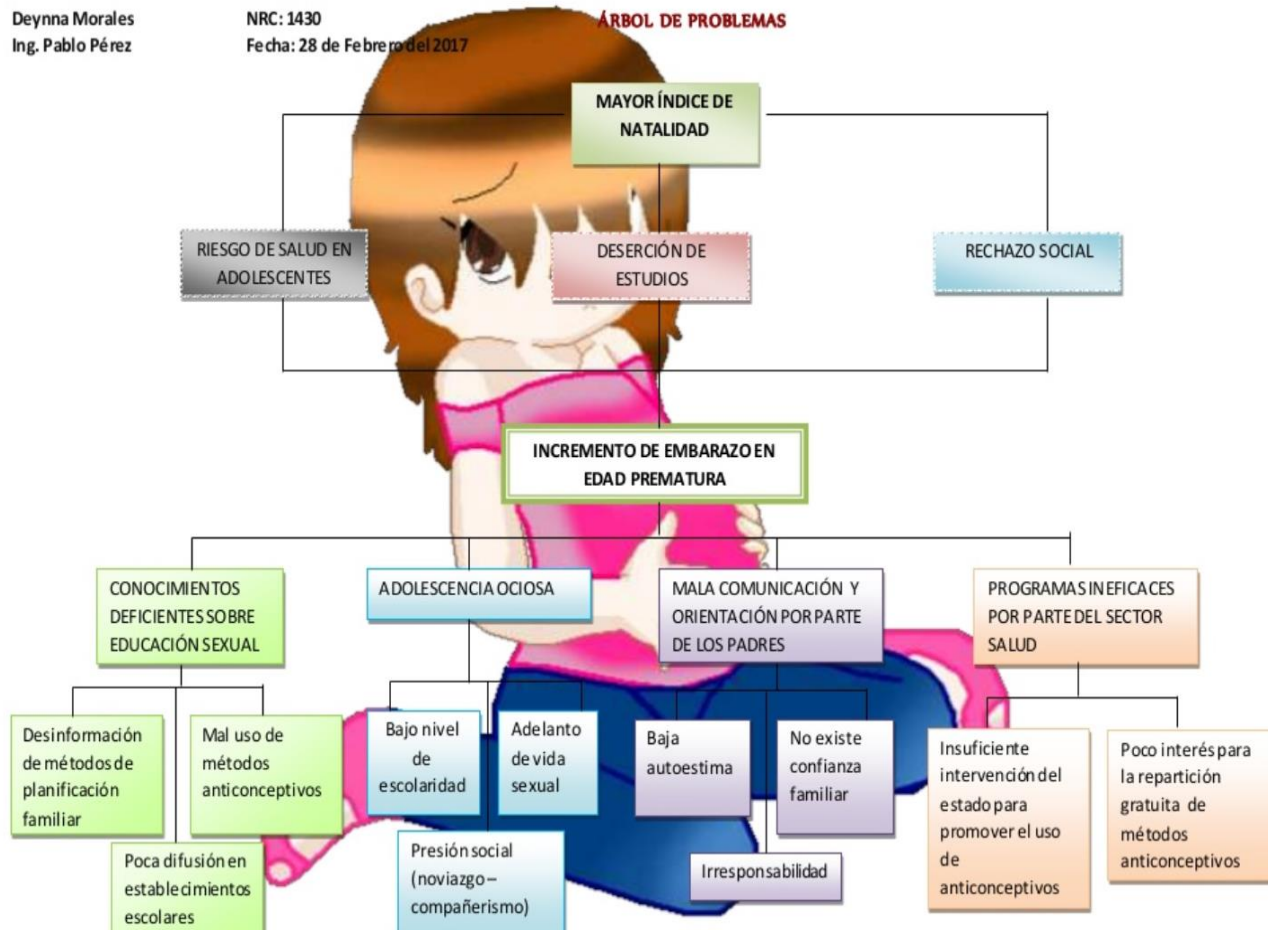 Deynna Morales
NRC: 1430
ÁRBOL DE PROBLEMAS
Ing. Pablo Pérez
Fecha: 28 de Febrero del 2017
MAYOR ÍNDICE DE
NATALIDAD
RIESGO DE SALUD EN
ADOLESCENTES
DESERCIÓN DE
ESTUDIOS
RECHAZO SOCIAL
INCREMENTO DE EMBARAZO EN
EDAD PREMATURA
CONOCIMIENTOS
DEFICIENTES SOBRE
EDUCACIÓN SEXUAL
ADOLESCENCIA OCIOSA
MALA COMUNICACIÓN Y
ORIENTACIÓN POR PARTE
DE LOS PADRES
PROGRAMAS INEFICACES
POR PARTE DEL SECTOR
SALUD
Desinformación
de métodos de
planificación
familiar
Mal uso de
métodos
anticonceptivos
Poca difusión en
establecimientos
escolares
Bajo nivel
de
escolaridad
Adelanto
de vida
sexual
Presión social
(noviazgo –
compañerismo)
Baja
autoestima
No existe
confianza
familiar
Irresponsabilidad
Insuficiente
intervención del
estado para
promover el uso
de
anticonceptivos
Poco interés para
la repartición
gratuita de
métodos
anticonceptivos